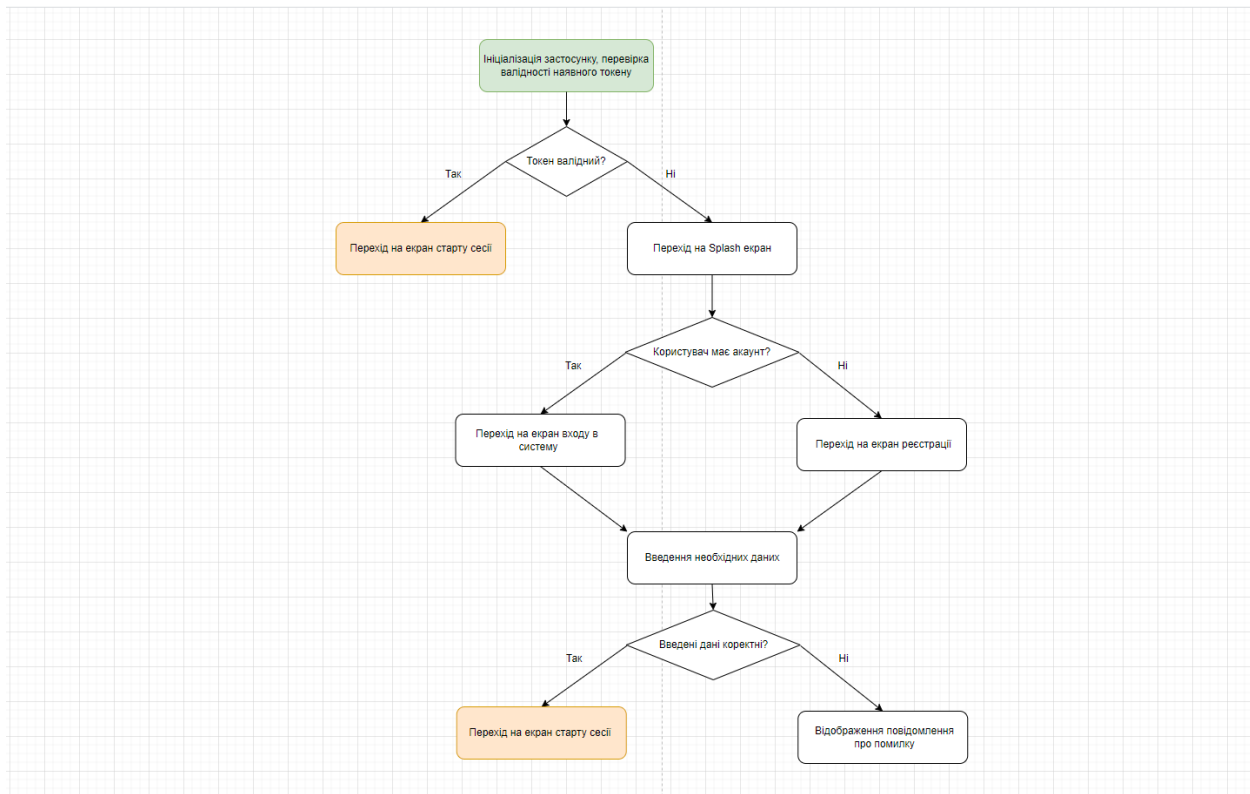 Ініціалізація застосунку, перевірка
валідності наявного токену
Токен валідний?
Так
Ні
Перехід на екран старту сесії
Перехід на Splash екран
Користувач має акаунт?
Так
Ні
Перехід на екран входу в
систему
Перехід на екран реєстрації
Введення необхідних даних
Введені дані коректні?
Так
Ні
Перехід на екран старту сесії
Відображення повідомлення
про помилку